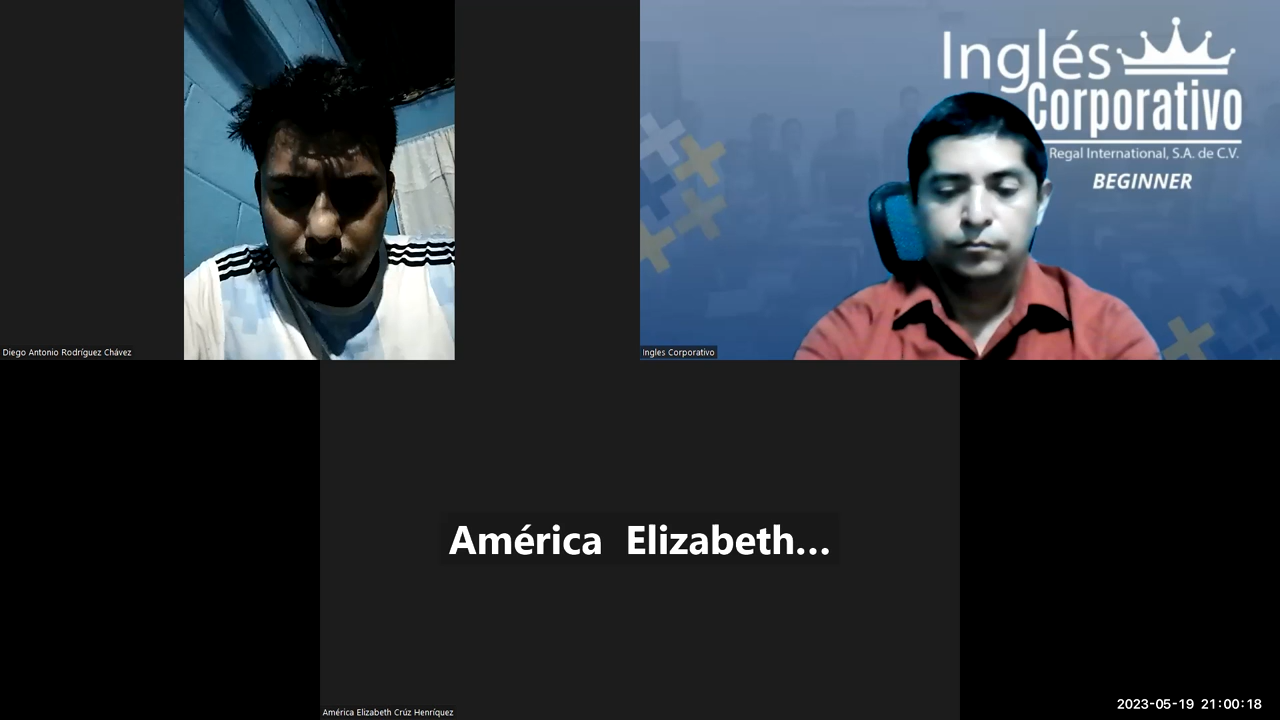 Inglés
Corporativo
Regal International, S.A. de C.V.
BEGINNER
Diego Antonio Rodríguez Chávez
Ingles Corporativo
América Elizabeth...
América Elizabeth Crúz Henríquez
2023-05-19 21:00:18